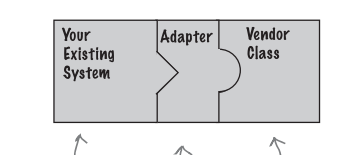 Your
Existing
System
Adapter
Vendor
Class